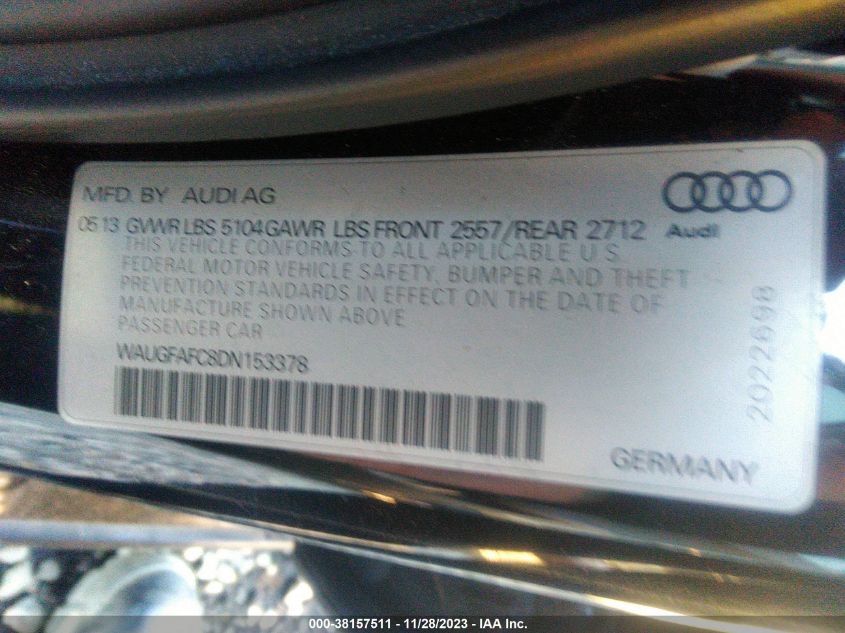 MFD. BY AUDI AG
05 13 GVWR LBS 5104 GAWR LBS FRONT 2557/REAR 2712
Audi
THIS VEHICLE CONFORMS TO ALL APPLICABLE U S
FEDERAL MOTOR VEHICLE SAFETY, BUMPER AND THEFT
PREVENTION STANDARDS IN EFFECT ON THE DATE OF
MANUFACTURE SHOWN ABOVE
PASSENGER CAR
WAUGFAFC8DN153378
2022698
GERMANY
000-38157511 - 11/28/2023 - IAA Inc.